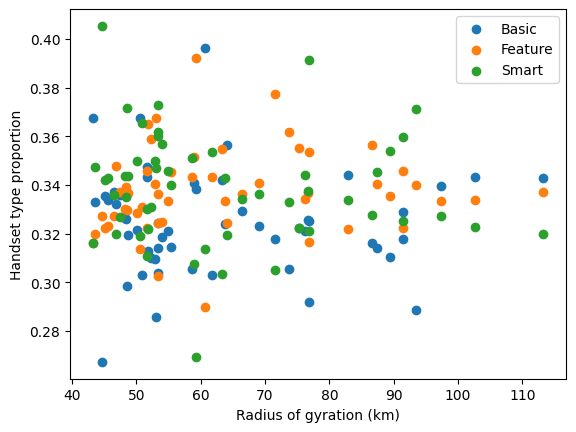 Basic
Feature
Smart
0.40
0.38
0.36
0.34
0.32
0.30
0.28
Handset type proportion
40 50 60 70 80 90 100 110
Radius of gyration (km)